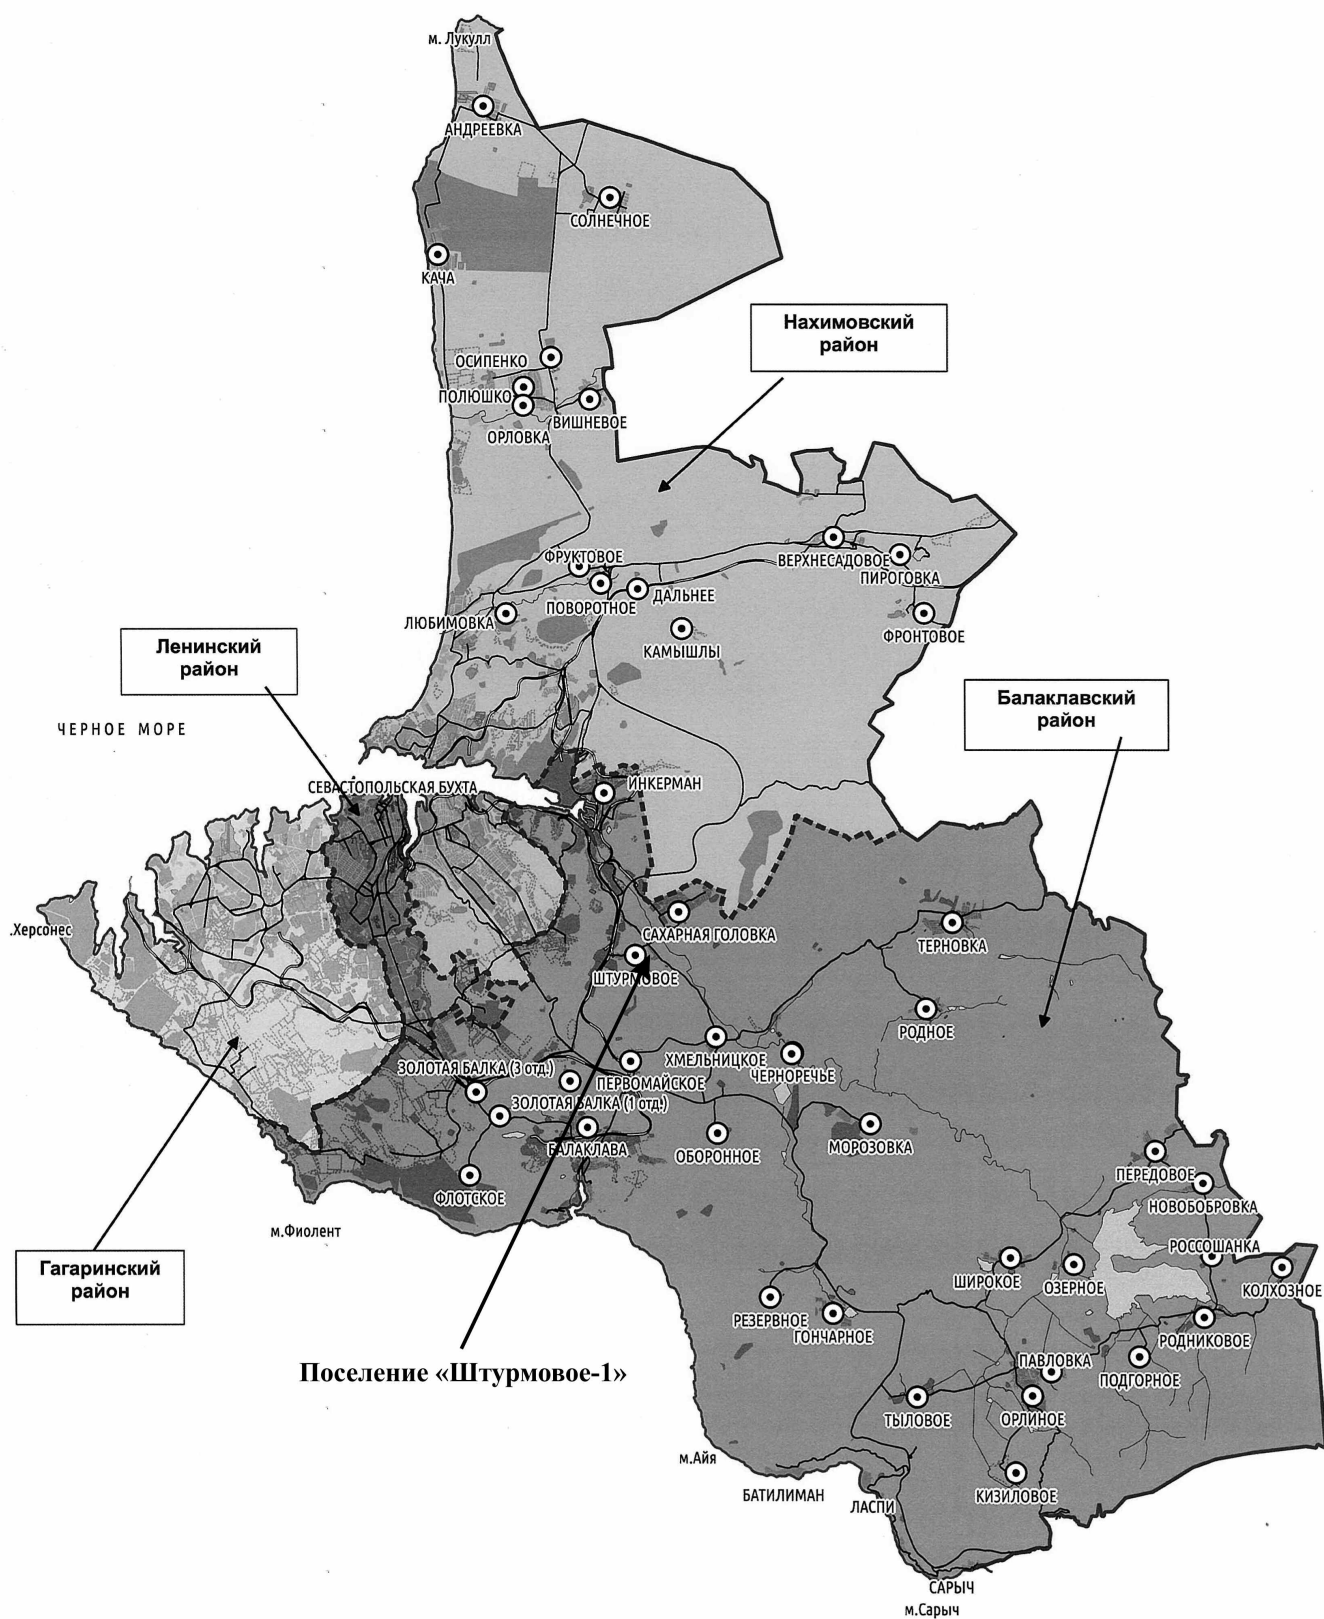 м. Лукулл
АНДРЕЕВКА
СОЛНЕЧНОЕ
КАЧА
Нахимовский
район
ОСИПЕНКО
ПОЛЮШКО
ВИШНЕВОЕ
ОРЛОВКА
ФРУКТОВОЕ
ВЕРХНЕСАДОВОЕ
ПИРОГОВКА
ДАЛЬНЕЕ
ПОВОРОТНОЕ
ЛЮБИМОВКА
ФРОНТОВОЕ
КАМЫШЛЫ
Ленинский
район
Балаклавский
район
ЧЕРНОЕ МОРЕ
ИНКЕРМАН
СЕВАСТОПОЛЬСКАЯ БУХТА
.Херсонес
САХАРНАЯ ГОЛОВКА
ТЕРНОВКА
ШТУРМОВОЕ
РОДНОЕ
ХМЕЛЬНИЦКОЕ
ЗОЛОТАЯ БАЛКА (3 отд.)
ПЕРВОМАЙСКОЕ
ЧЕРНОРЕЧЬЕ
ЗОЛОТАЯ БАЛКА (1 отд.)
БАЛАКЛАВА
ОБОРОННОЕ
МОРОЗОВКА
ПЕРЕДОВОЕ
ФЛОТСКОЕ
НОВОБОБРОВКА
м.Фиолент
РОССОШАНКА
Гагаринский
район
ШИРОКОЕ
ОЗЕРНОЕ
КОЛХОЗНОЕ
РЕЗЕРВНОЕ
ГОНЧАРНОЕ
РОДНИКОВОЕ
Поселение «Штурмовое-1»
ПАВЛОВКА
ПОДГОРНОЕ
ТЫЛОВОЕ
ОРЛИНОЕ
м.Айя
БАТИЛИМАН
ЛАСПИ
КИЗИЛОВОЕ
САРЫЧ
м.Сарыч